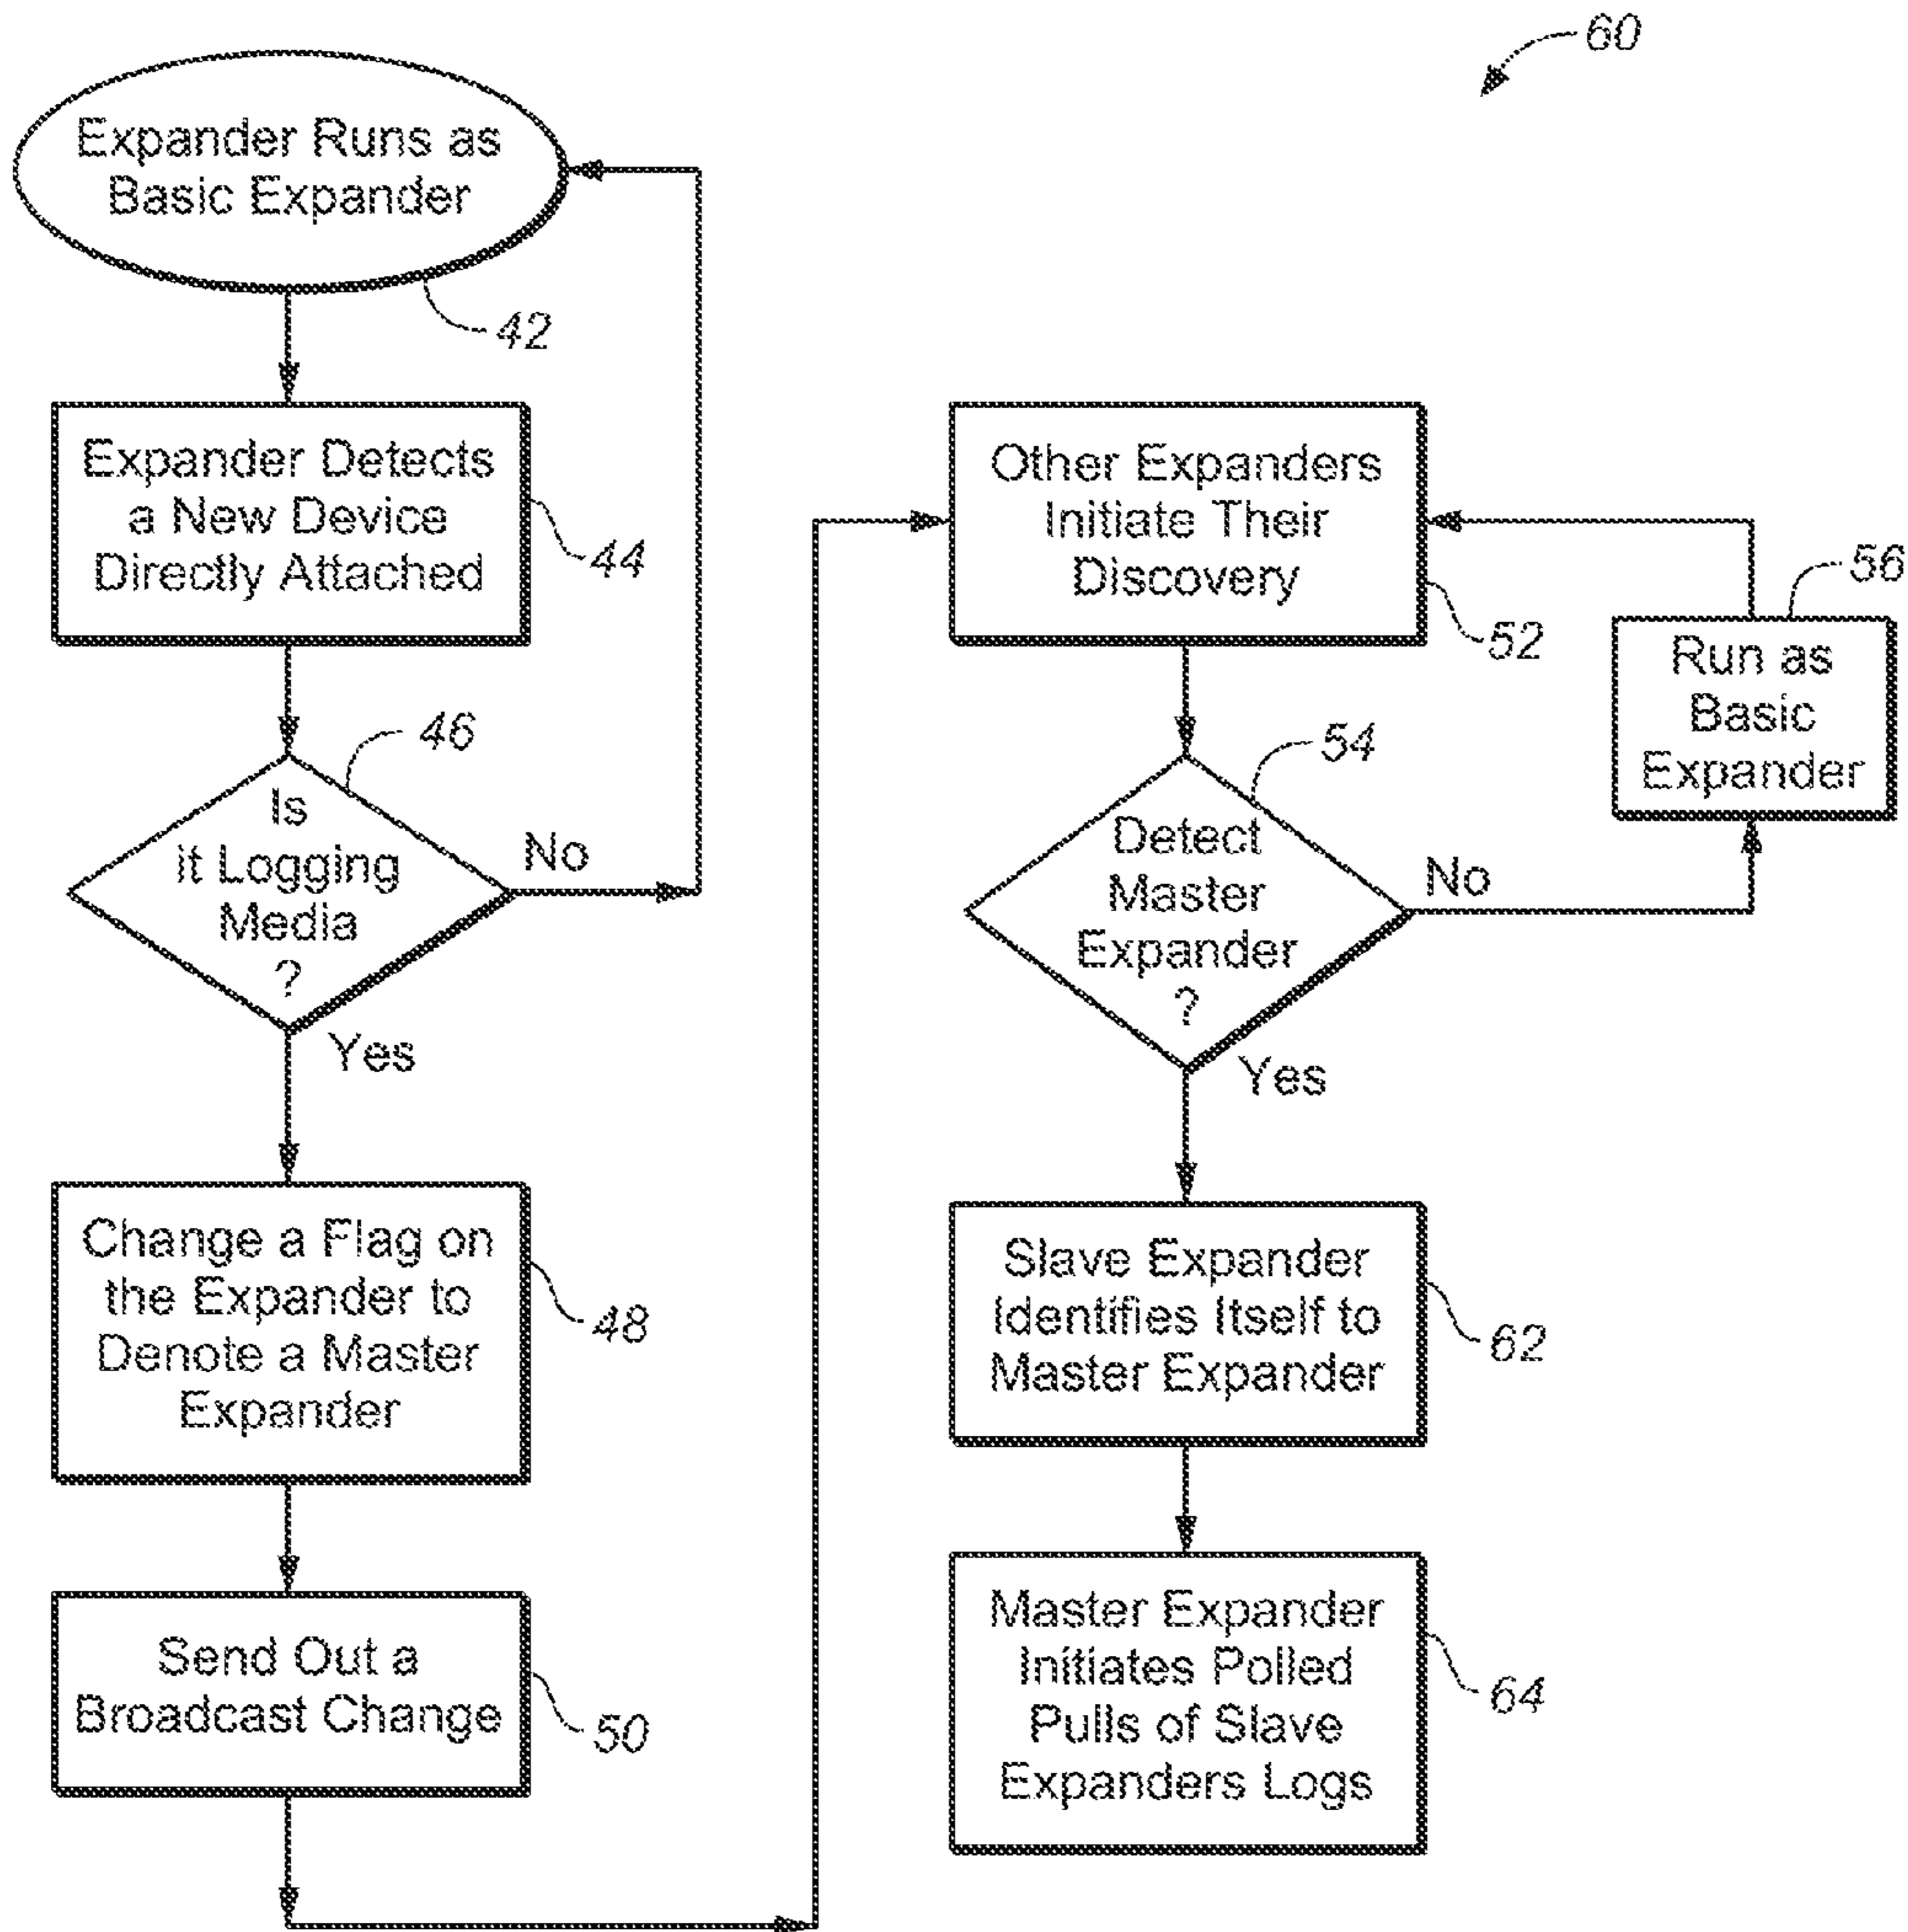 60
Expander Runs as
Basic Expander
42
Expander Detects
a New Device
Directly Attached
44
46
Is
it Logging
Media
?
No
Yes
Change a Flag on
the Expander to
Denote a Master
Expander
48
Send Out a
Broadcast Change
50
Other Expanders
Initiate Their
Discovery
52
56
Run as
Basic
Expander
54
Detect
Master
Expander
?
No
Yes
Slave Expander
Identifies Itself to
Master Expander
62
Master Expander
Initiates Polled
Pulls of Slave
Expanders Logs
64